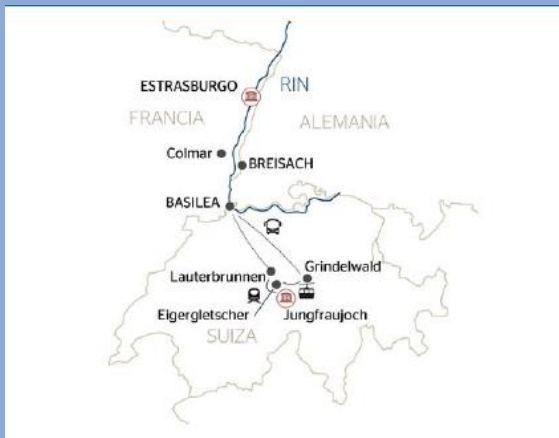 ESTRASBURGO
RIN
FRANCIA
ALEMANIA
Colmar
BREISACH
BASILEA
Lauterbrunnen
Grindelwald
Eigergletscher
Jungfraujoch
SUIZA